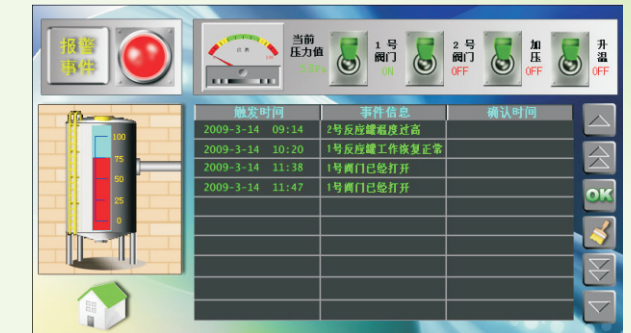 报警
事件
当前
压力值
1 号
阀门
ON
2 号
阀门
OFF
加
压
OFF
升
温
OFF
触发时间 事件信息 确认时间
2009-3-14 09:14 2号反应罐温度过高
2009-3-14 10:20 1号反应罐工作恢复正常
2009-3-14 11:38 1号阀门已经打开
2009-3-14 11:47 1号阀门已经打开
100
75
50
25
0
OK